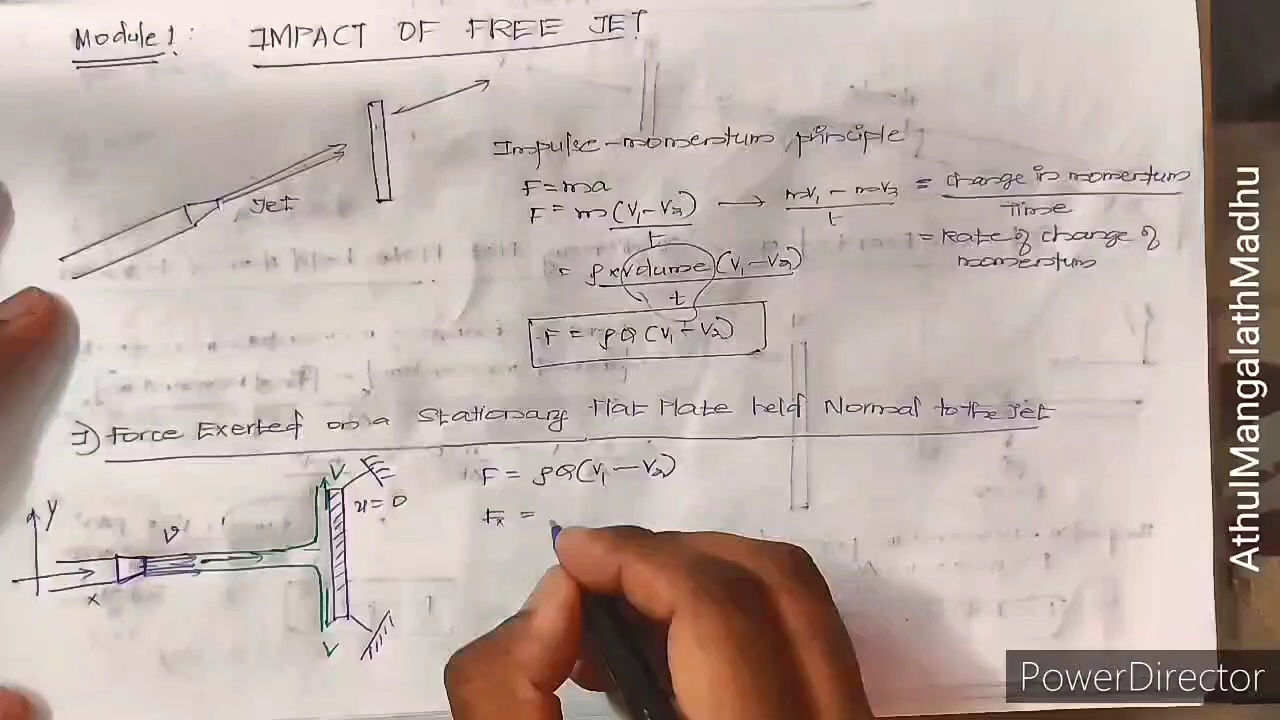 Module 1: IMPACT OF FREE JET
Jet
Impulse-momentum principle
F = ma
F = m(V₁-V₂)/t → mV₁ - mV₂/t = change in momentum/Time
= Rate of change of momentum
= ρ × volume (V₁-V₂)/t
F = ρQ(V₁-V₂)
1) Force Exerted on a Stationary Flat Plate held Normal to the Jet
V
u = 0
y
v
x
V
F = ρQ(V₁-V₂)
Fx =
AthulMangalathMadhu
PowerDirector